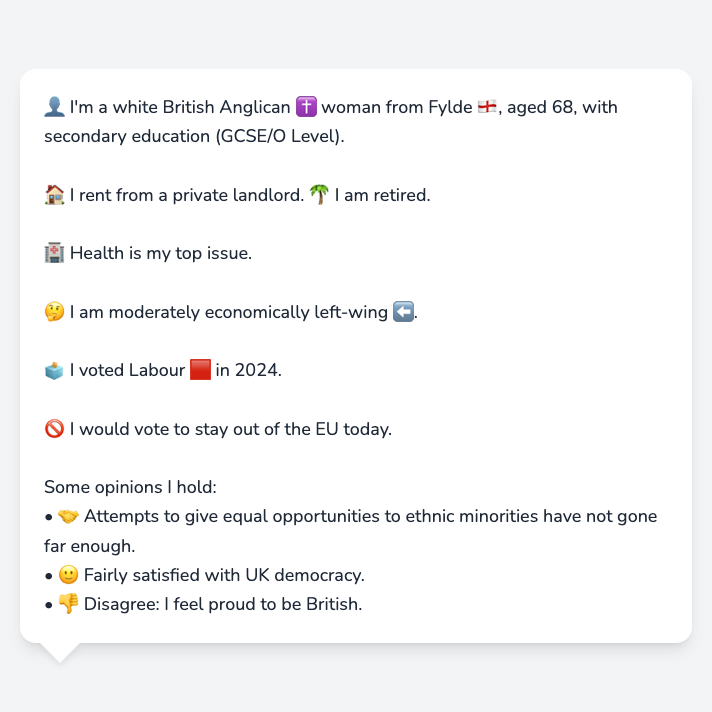 👤 I'm a white British Anglican ✝️ woman from Fylde 🏴󠁧󠁢󠁥󠁮󠁧󠁿, aged 68, with
secondary education (GCSE/O Level).
🏠 I rent from a private landlord. 🌴 I am retired.
🏥 Health is my top issue.
🤔 I am moderately economically left-wing ⬅️.
🗳️ I voted Labour 🟥 in 2024.
🚫 I would vote to stay out of the EU today.
Some opinions I hold:
• 🤝 Attempts to give equal opportunities to ethnic minorities have not gone
far enough.
• 🙂 Fairly satisfied with UK democracy.
• 👎 Disagree: I feel proud to be British.